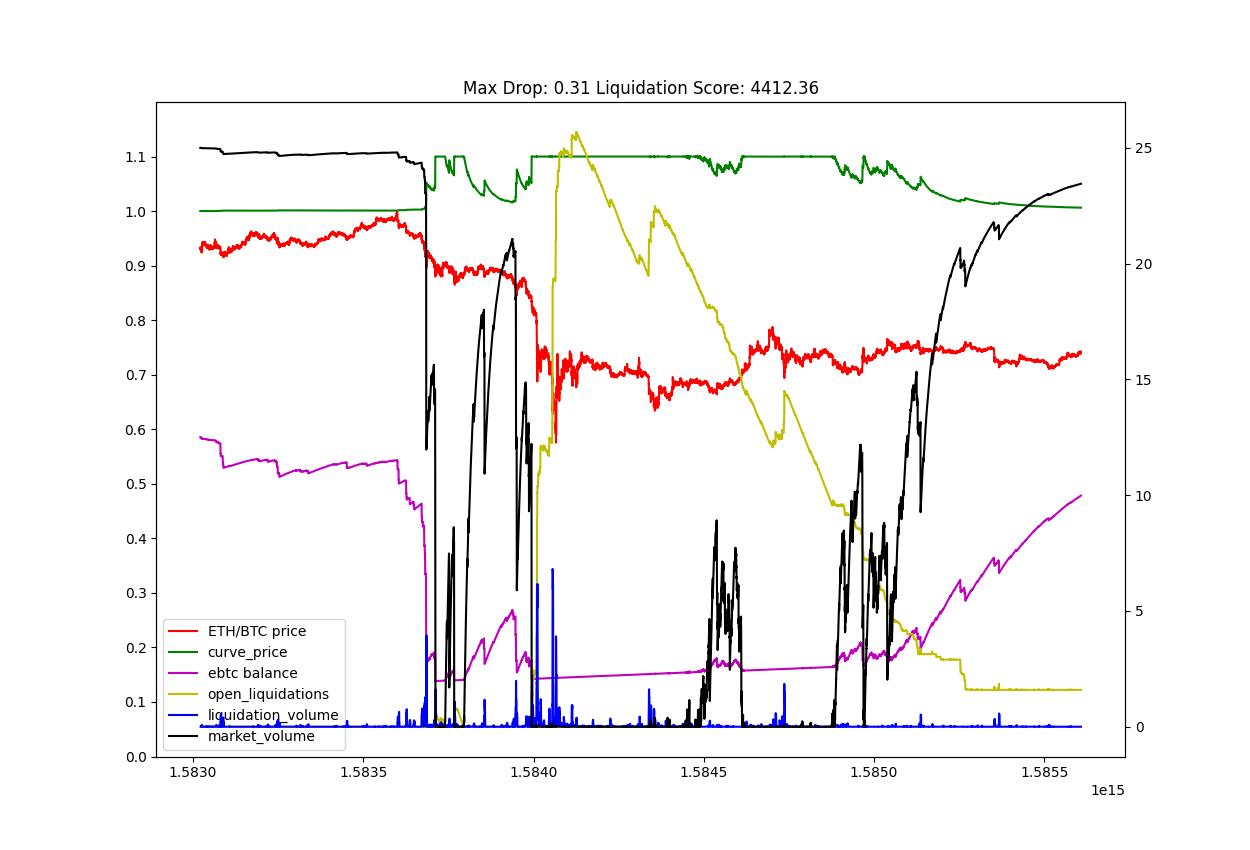 Max Drop: 0.31 Liquidation Score: 4412.36
1.1
1.0
0.9
0.8
0.7
0.6
0.5
0.4
0.3
0.2
0.1
0.0
25
20
15
10
5
0
ETH/BTC price
curve_price
ebtc balance
open_liquidations
liquidation_volume
market_volume
1.5830 1.5835 1.5840 1.5845 1.5850 1.5855
1e15